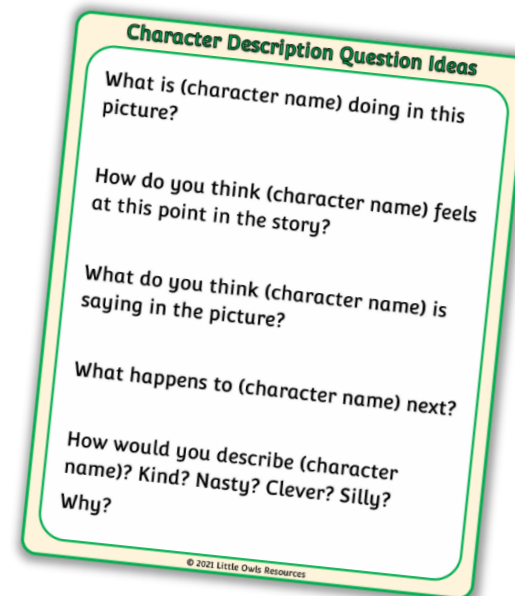 Character Description Question Ideas
What is (character name) doing in this
picture?
How do you think (character name) feels
at this point in the story?
What do you think (character name) is
saying in the picture?
What happens to (character name) next?
How would you describe (character
name)? Kind? Nasty? Clever? Silly?
Why?
© 2021 Little Owls Resources